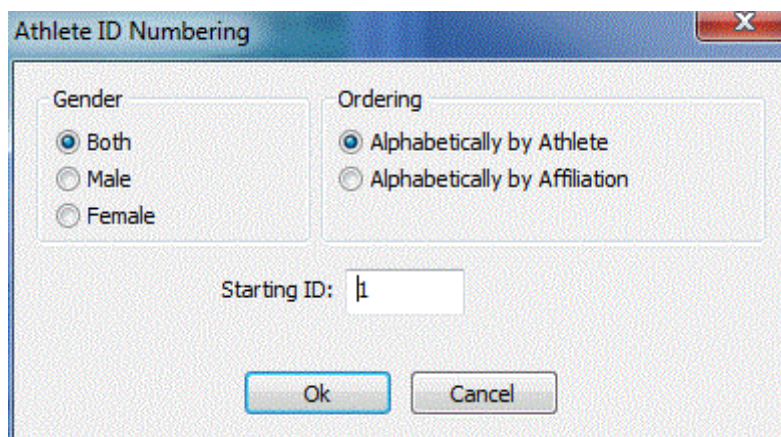 Athlete ID Numbering
Gender
Both
Male
Female
Ordering
Alphabetically by Athlete
Alphabetically by Affiliation
Starting ID: 1
Ok Cancel